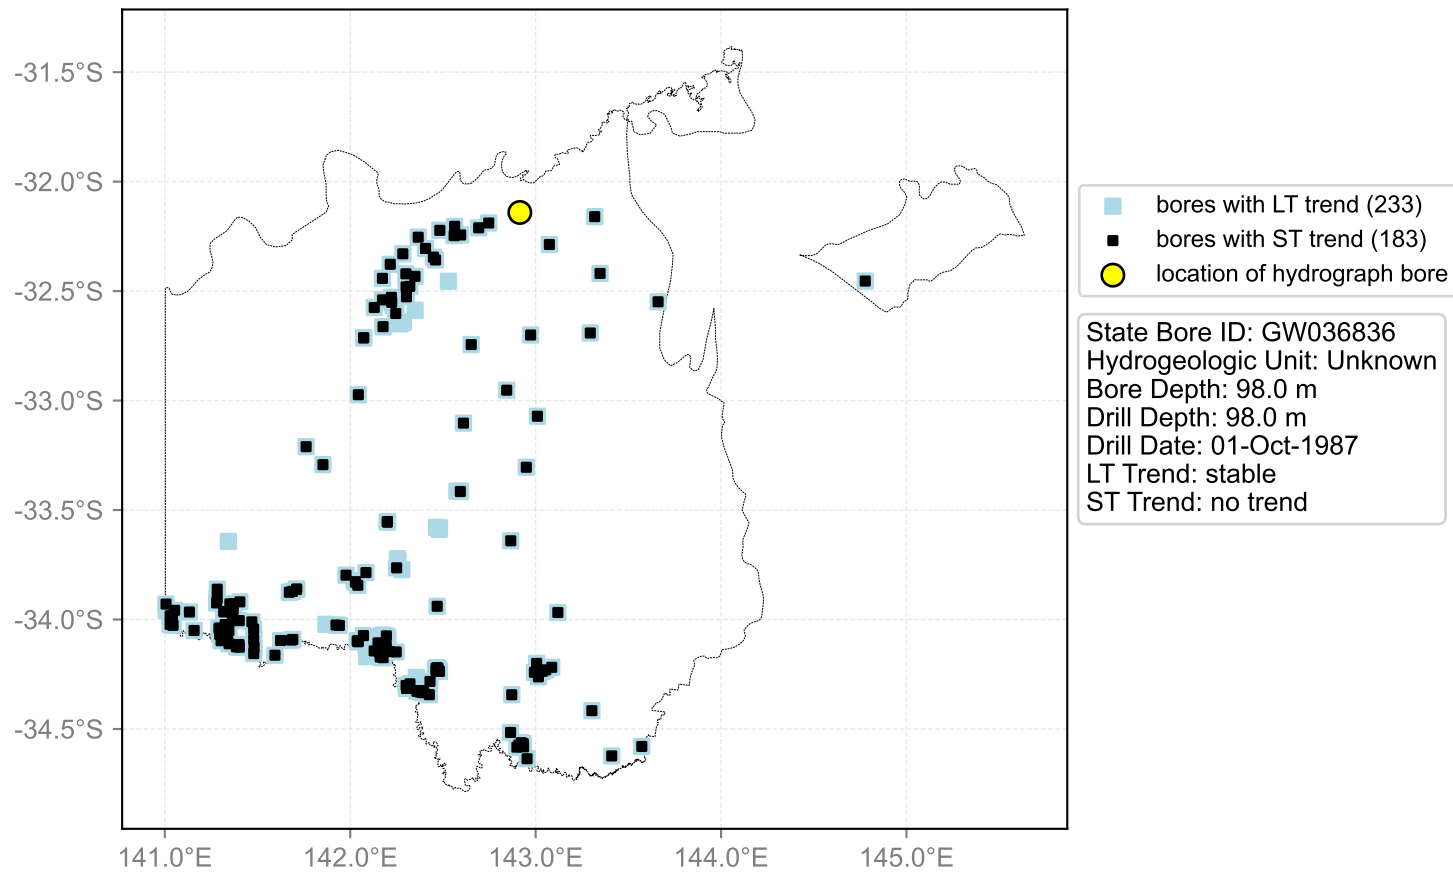 -31.5°S
-32.0°S
-32.5°S
-33.0°S
-33.5°S
-34.0°S
-34.5°S
141.0°E 142.0°E 143.0°E 144.0°E 145.0°E
bores with LT trend (233)
bores with ST trend (183)
location of hydrograph bore
State Bore ID: GW036836
Hydrogeologic Unit: Unknown
Bore Depth: 98.0 m
Drill Depth: 98.0 m
Drill Date: 01-Oct-1987
LT Trend: stable
ST Trend: no trend